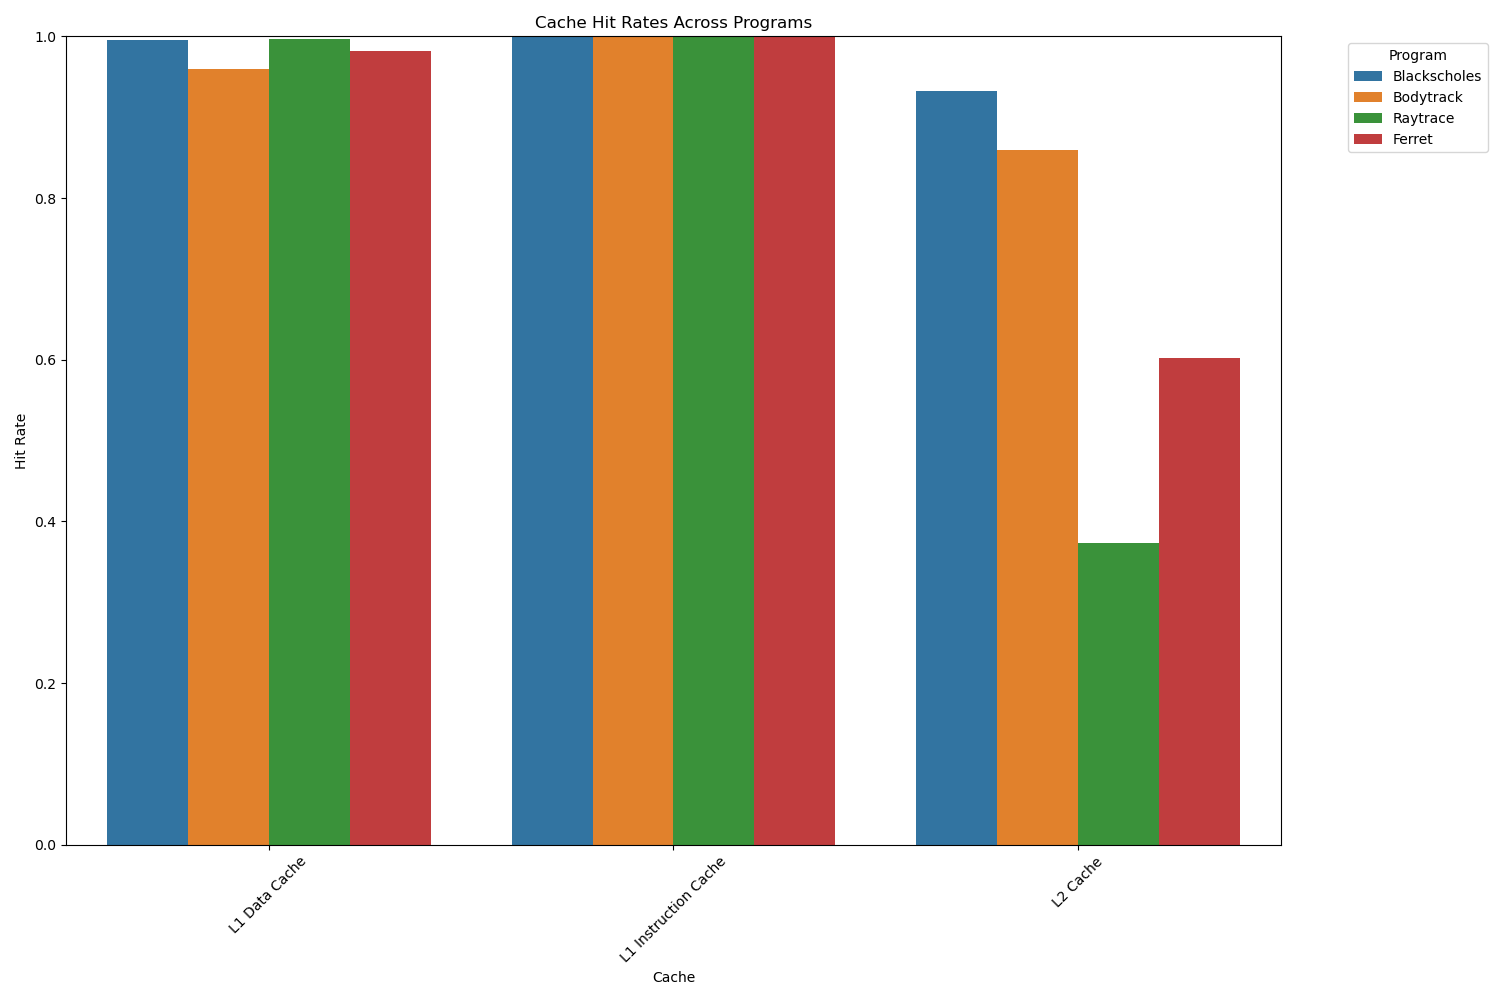 Cache Hit Rates Across Programs
Program
Blackscholes
Bodytrack
Raytrace
Ferret
Hit Rate
1.0
0.8
0.6
0.4
0.2
0.0
L1 Data Cache
L1 Instruction Cache
L2 Cache
Cache